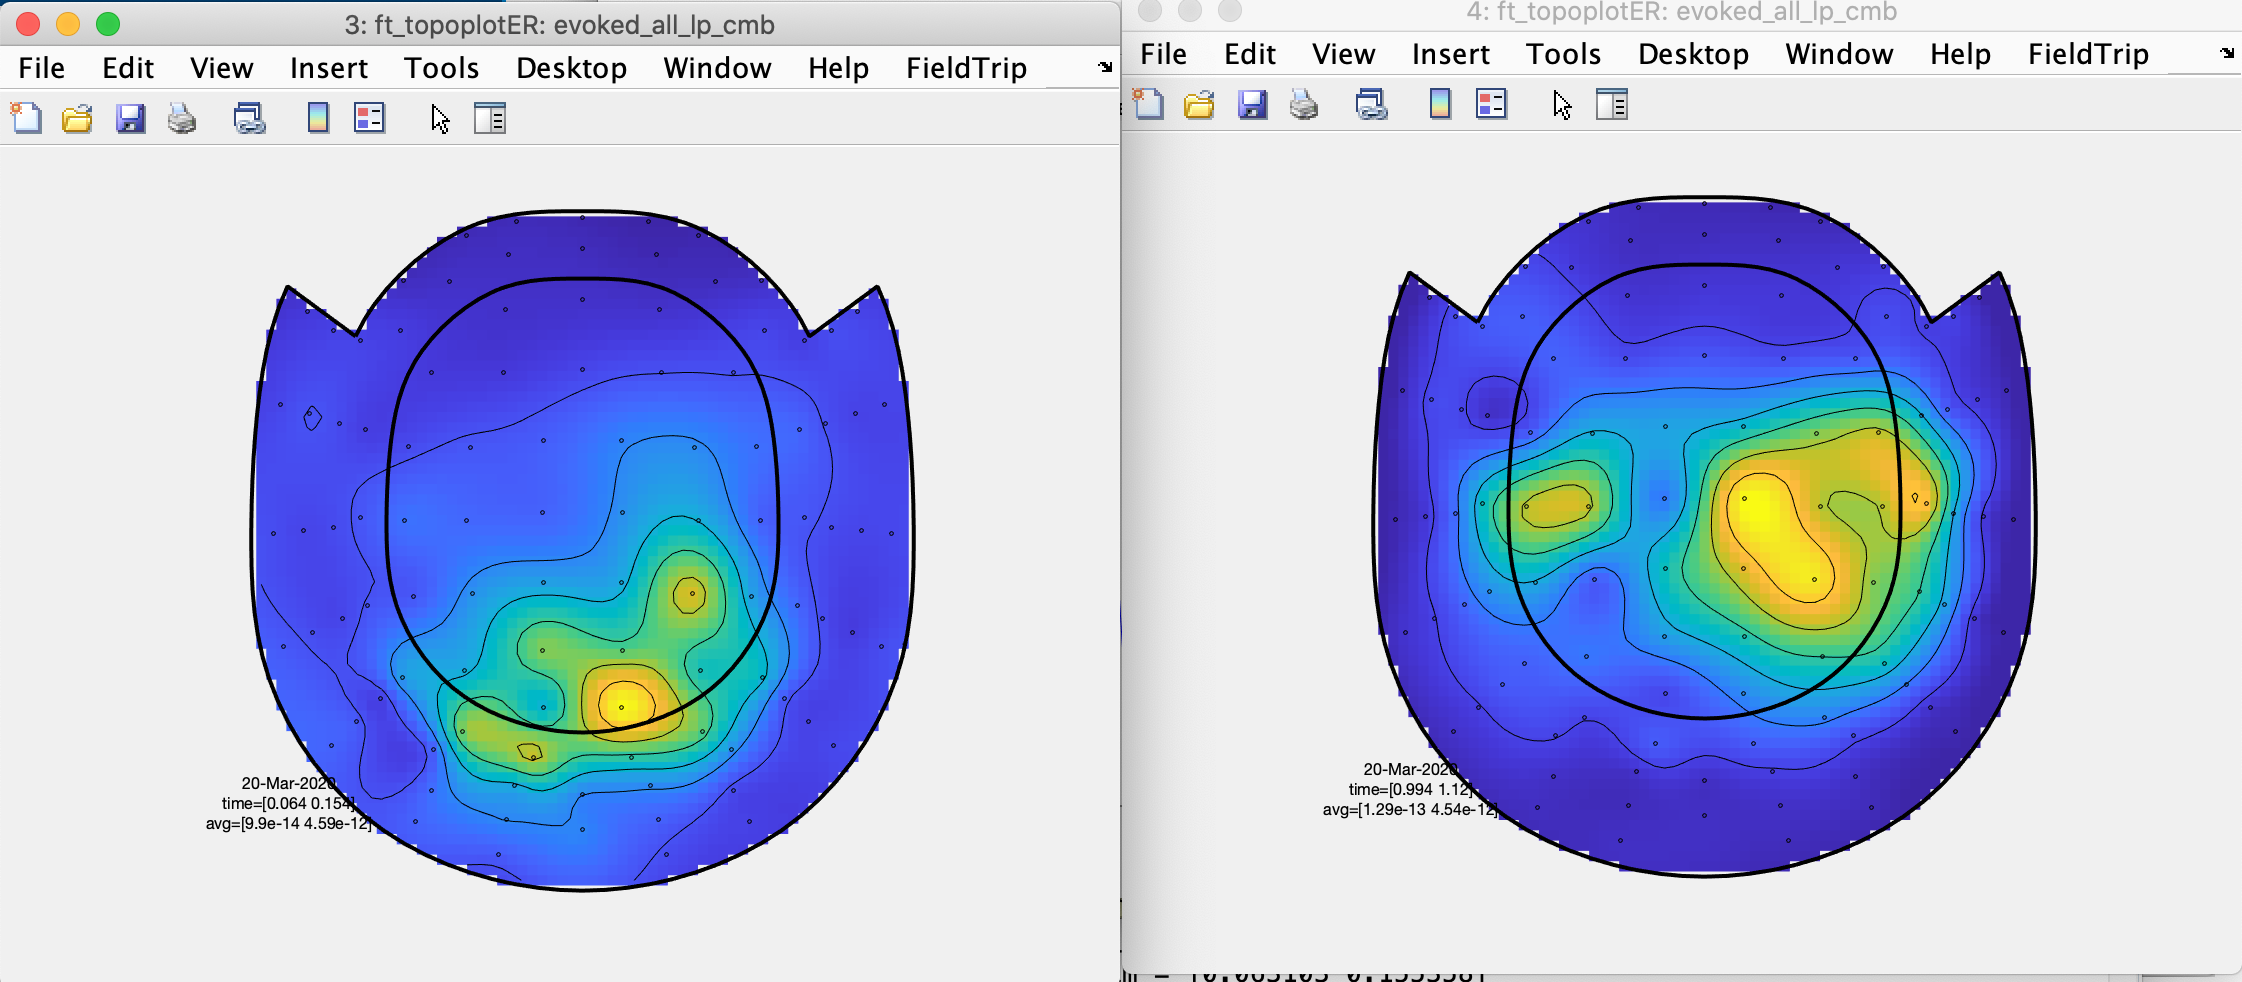 3: ft_topoplotER: evoked_all_lp_cmb
File Edit View Insert Tools Desktop Window Help FieldTrip
20-Mar-2020
time=[0.064 0.154]
avg=[9.9e-14 4.59e-12]
4: ft_topoplotER: evoked_all_lp_cmb
File Edit View Insert Tools Desktop Window Help FieldTrip
20-Mar-2020
time=[0.994 1.12]
avg=[1.29e-13 4.54e-12]